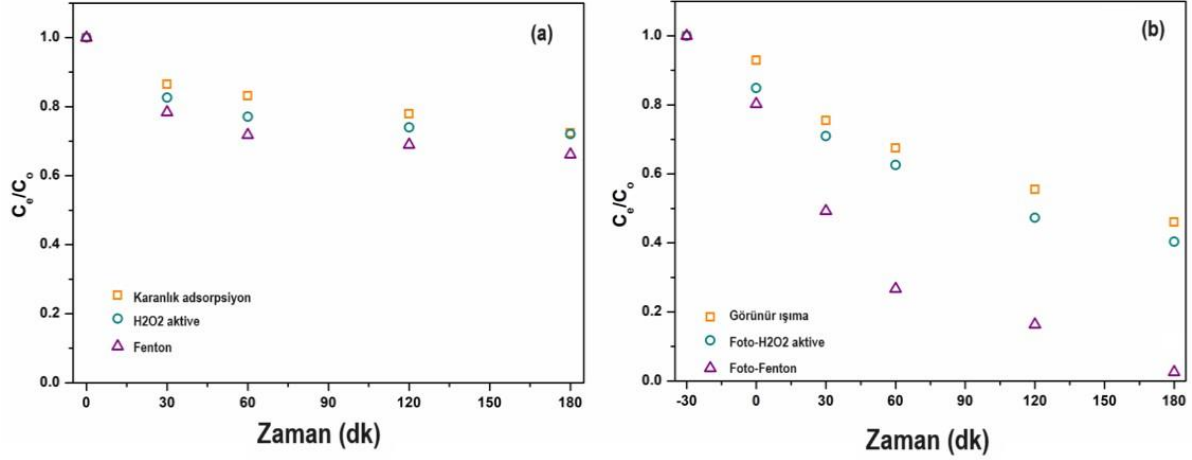 (a)
1.0
0.8
0.6
0.4
0.2
0.0
Ce/Co
Karanlık adsorpsiyon
H2O2 aktive
Fenton
0 30 60 90 120 150 180
Zaman (dk)
(b)
1.0
0.8
0.6
0.4
0.2
0.0
Ce/Co
Görünür ışıma
Foto-H2O2 aktive
Foto-Fenton
-30 0 30 60 90 120 150 180
Zaman (dk)